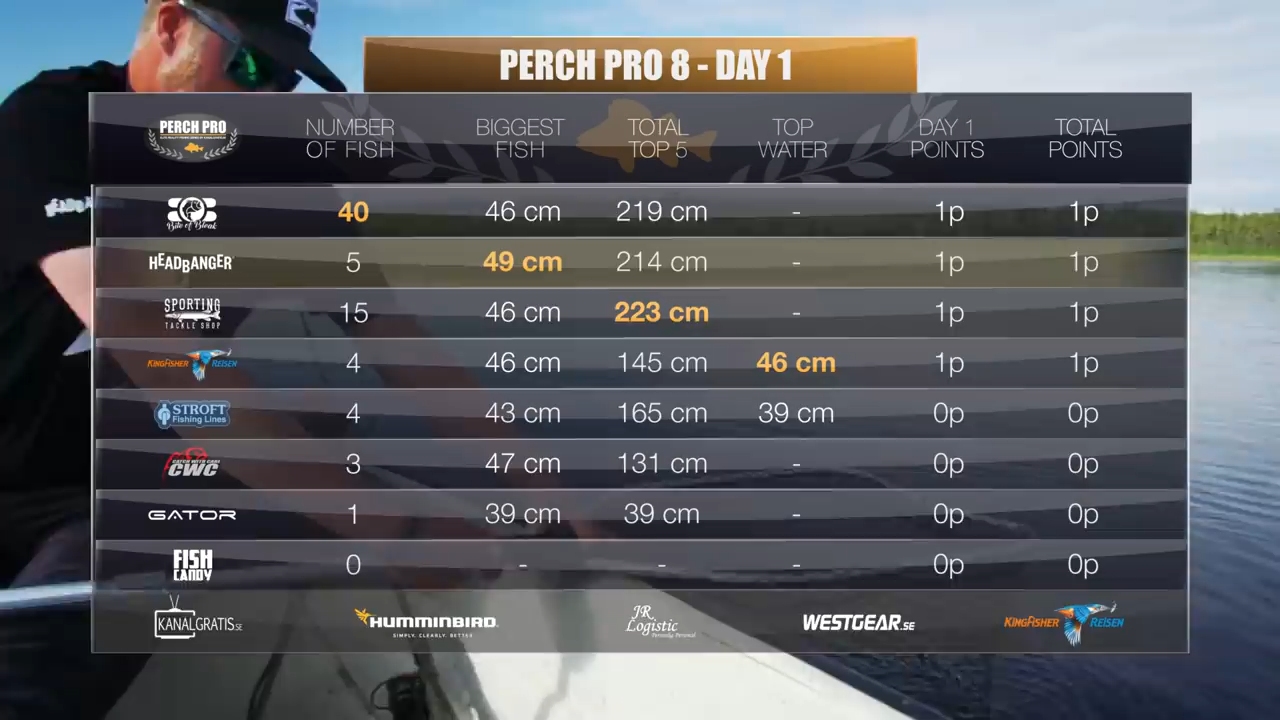 PERCH PRO 8 - DAY 1
PERCH PRO
NUMBER OF FISH
BIGGEST FISH
TOTAL TOP 5
TOP WATER
DAY 1 POINTS
TOTAL POINTS
Bite of Bleak 40 46 cm 219 cm - 1p 1p
HEADBANGER 5 49 cm 214 cm - 1p 1p
SPORTING TACKLE SHOP 15 46 cm 223 cm - 1p 1p
KINGFISHER REISEN 4 46 cm 145 cm 46 cm 1p 1p
STROFT Fishing Lines 4 43 cm 165 cm 39 cm 0p 0p
CATCH WITH CARE CWC 3 47 cm 131 cm - 0p 0p
GATOR 1 39 cm 39 cm - 0p 0p
FISH CANDY 0 - - - 0p 0p
KANALGRATIS.SE
HUMMINBIRD
SIMPLY. CLEARLY. BETTER.
JR Logistic
Personly Personal
WESTGEAR.SE
KINGFISHER REISEN